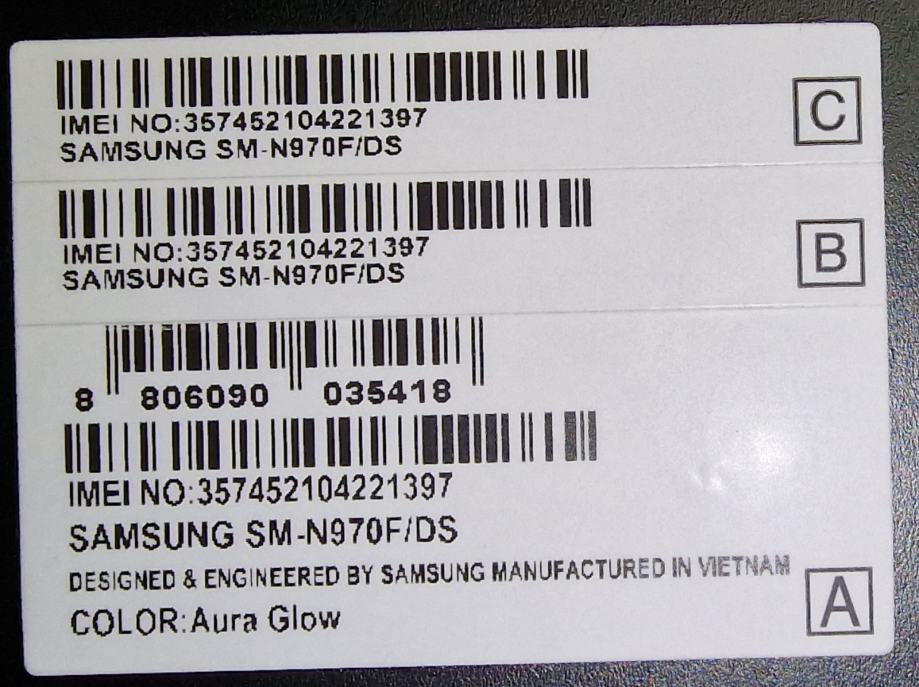 IMEI NO:357452104221397
SAMSUNG SM-N970F/DS
C
IMEI NO:357452104221397
SAMSUNG SM-N970F/DS
B
8 806090 035418
IMEI NO:357452104221397
SAMSUNG SM-N970F/DS
DESIGNED & ENGINEERED BY SAMSUNG MANUFACTURED IN VIETNAM
COLOR:Aura Glow
A